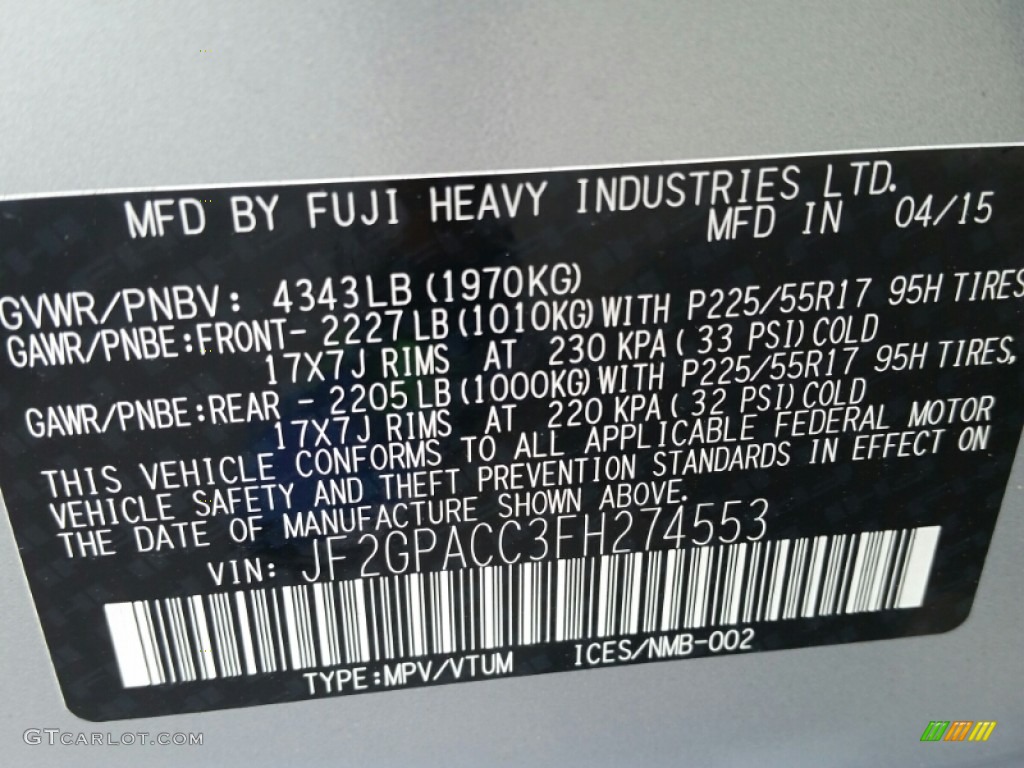 MFD BY FUJI HEAVY INDUSTRIES LTD.
MFD IN 04/15
GVWR/PNBV: 4343LB (1970KG)
GAWR/PNBE:FRONT- 2227LB(1010KG)WITH P225/55R17 95H TIRES
17X7J RIMS AT 230 KPA( 33 PSI) COLD
GAWR/PNBE:REAR - 2205LB(1000KG)WITH P225/55R17 95H TIRES,
17X7J RIMS AT 220 KPA( 32 PSI) COLD
THIS VEHICLE CONFORMS TO ALL APPLICABLE FEDERAL MOTOR
VEHICLE SAFETY AND THEFT PREVENTION STANDARDS IN EFFECT ON
THE DATE OF MANUFACTURE SHOWN ABOVE.
VIN: JF2GPACC3FH274553
TYPE:MPV/VTUM ICES/NMB-002
GTCARLOT.COM